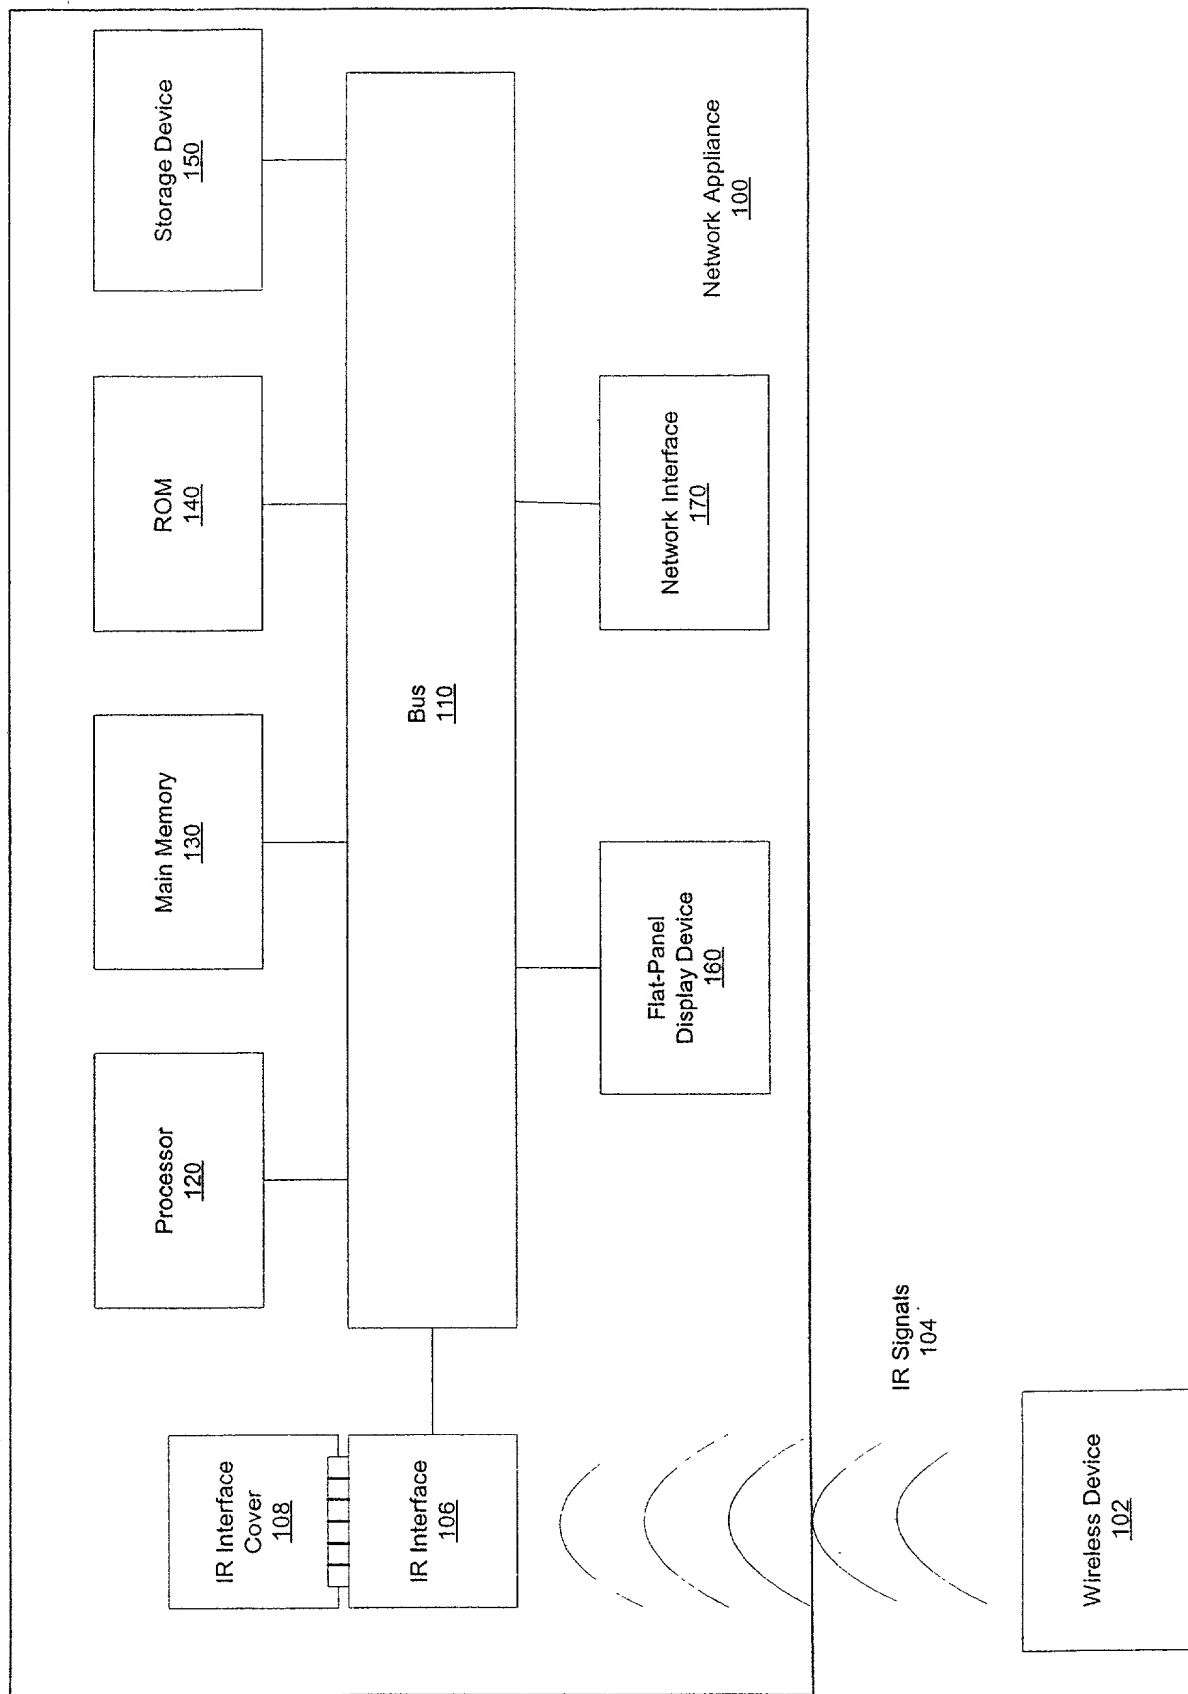 IR Interface
Cover
108
IR Interface
106
Processor
120
Main Memory
130
ROM
140
Storage Device
150
Bus
110
Flat-Panel
Display Device
160
Network Interface
170
Network Appliance
100
IR Signals
104
Wireless Device
102